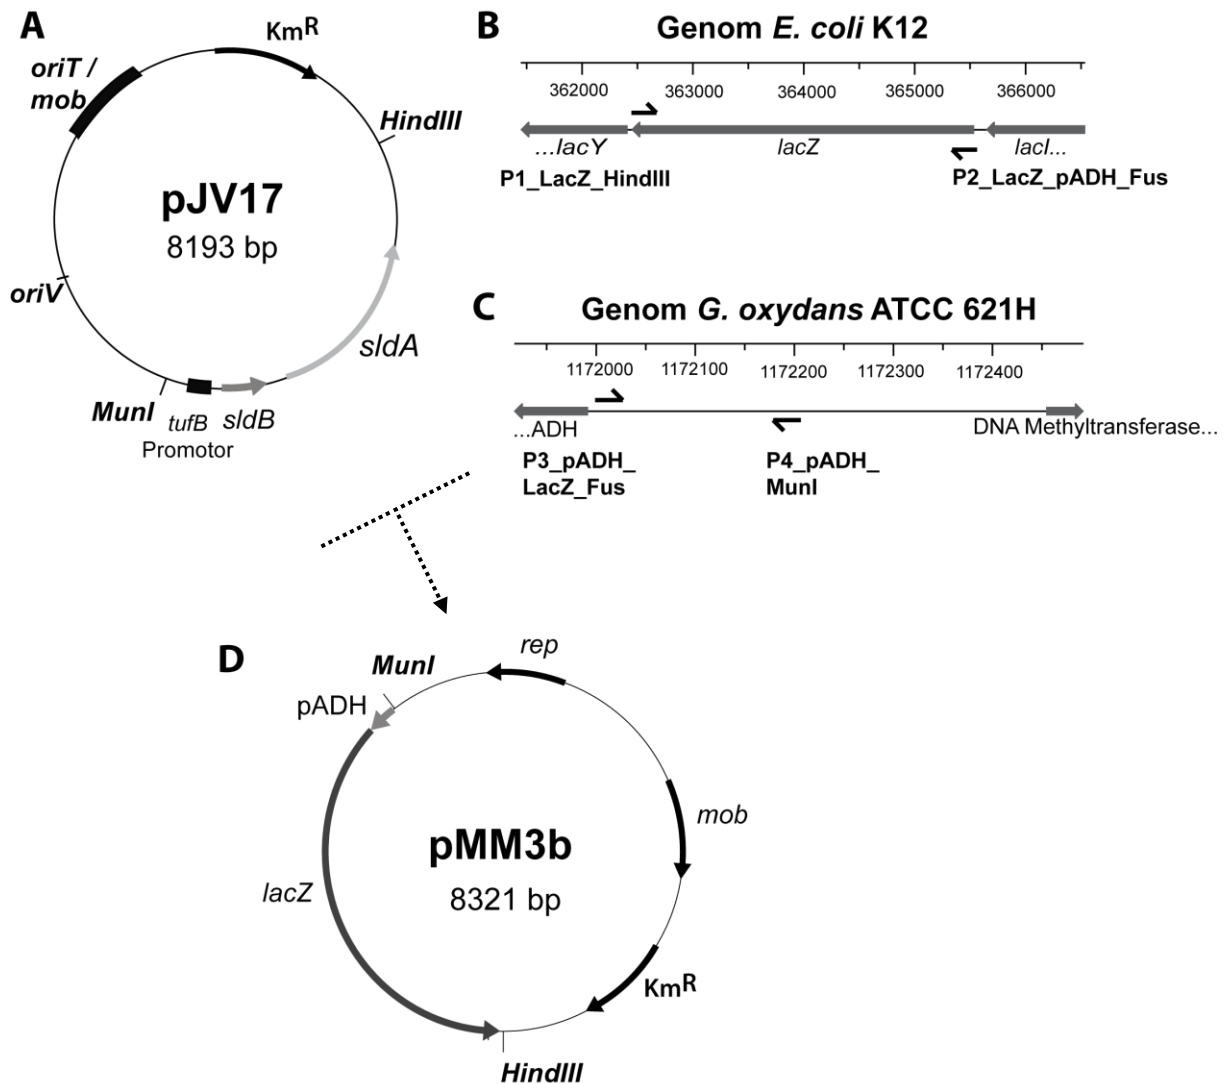 A
KmR
oriT /
mob
HindIII
pJV17
8193 bp
oriV
sldA
MunI
tufB
sldB
Promotor
B
Genom E. coli K12
362000
363000
364000
365000
366000
...lacY
lacZ
lacI...
P1_LacZ_HindIII
P2_LacZ_pADH_Fus
C
Genom G. oxydans ATCC 621H
1172000
1172100
1172200
1172300
1172400
...ADH
DNA Methyltransferase...
P3_pADH_
LacZ_Fus
P4_pADH_
MunI
D
rep
MunI
pADH
mob
pMM3b
8321 bp
lacZ
KmR
HindIII